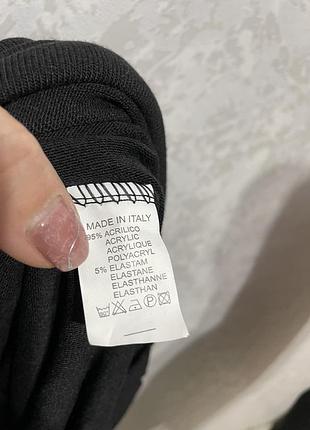 MADE IN ITALY
95% ACRILICO
ACRYLIC
ACRYLIQUE
POLYACRYL
5% ELASTAM
ELASTANE
ELASTHANNE
ELASTHAN